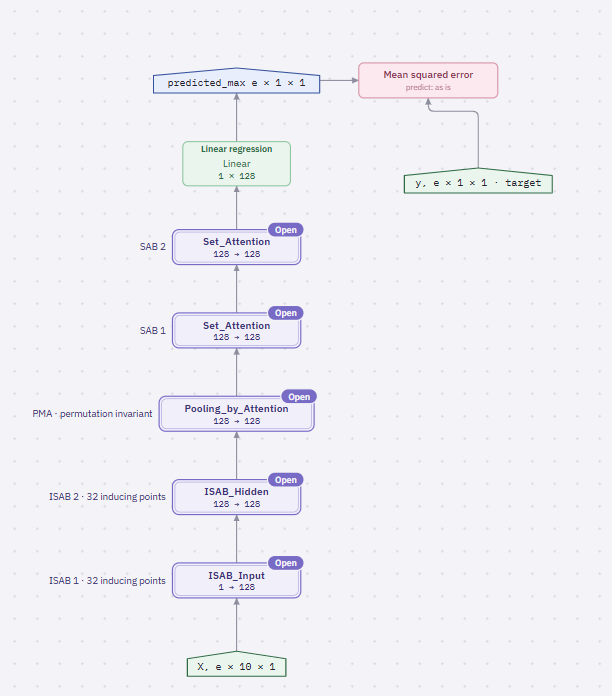 predicted_max e × 1 × 1
Mean squared error
predict: as is
Linear regression
Linear
1 × 128
y, e × 1 × 1 · target
Open
Set_Attention
128 → 128
SAB 2
Open
Set_Attention
128 → 128
SAB 1
Open
Pooling_by_Attention
128 → 128
PMA · permutation invariant
Open
ISAB_Hidden
128 → 128
ISAB 2 · 32 inducing points
Open
ISAB_Input
1 → 128
ISAB 1 · 32 inducing points
X, e × 10 × 1